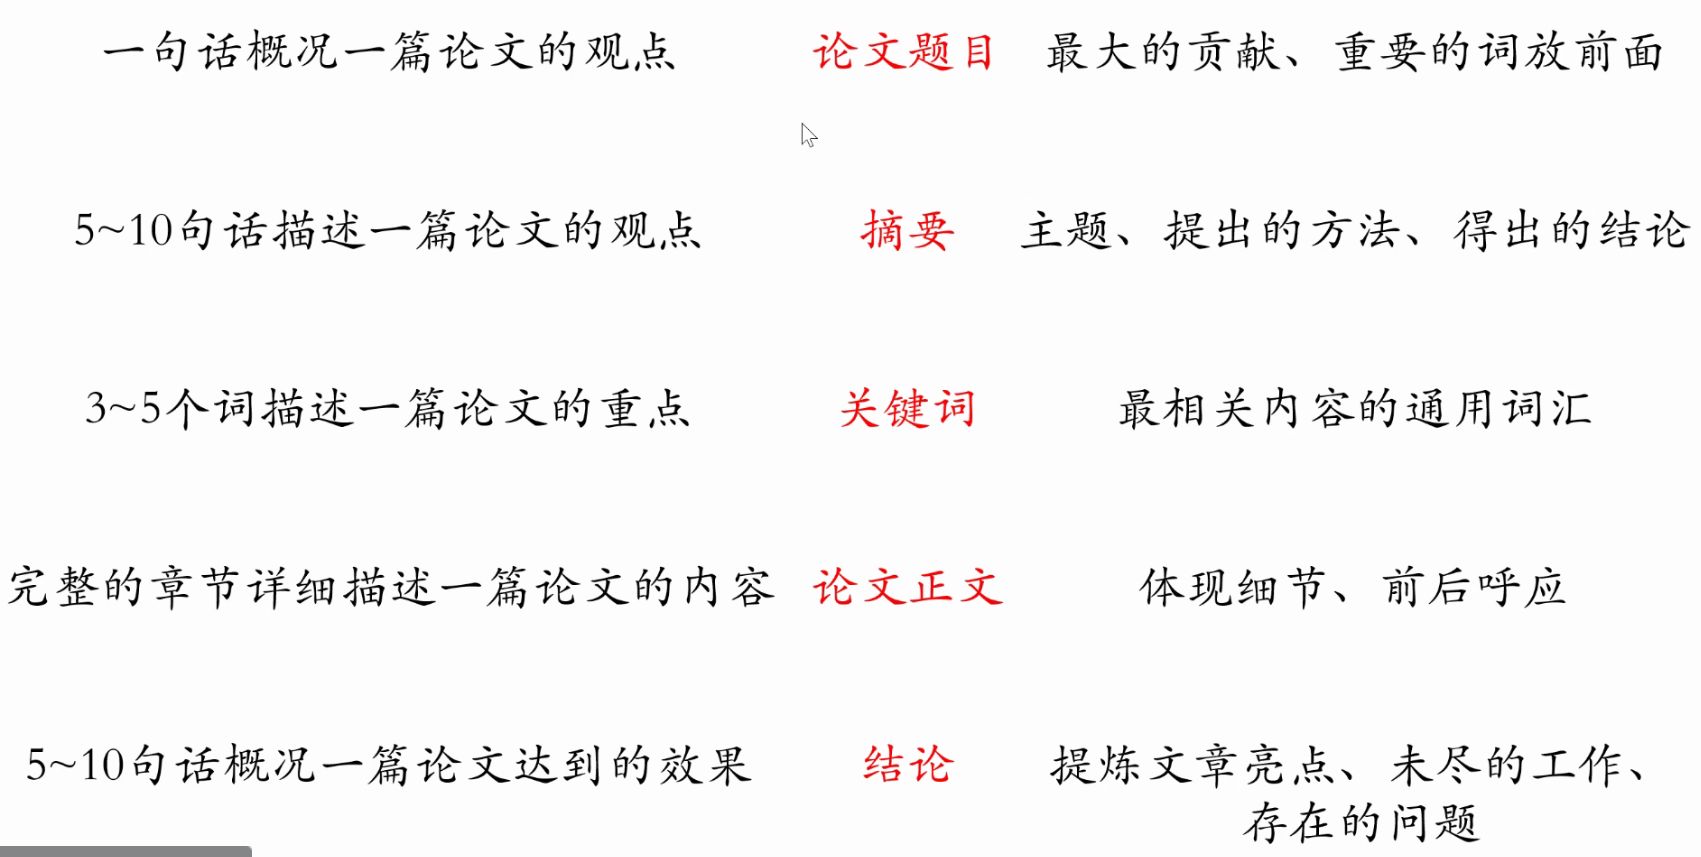 一句话概况一篇论文的观点 论文题目 最大的贡献、重要的词放前面
5~10句话描述一篇论文的观点 摘要 主题、提出的方法、得出的结论
3~5个词描述一篇论文的重点 关键词 最相关内容的通用词汇
完整的章节详细描述一篇论文的内容 论文正文 体现细节、前后呼应
5~10句话概况一篇论文达到的效果 结论 提炼文章亮点、未尽的工作、
存在的问题